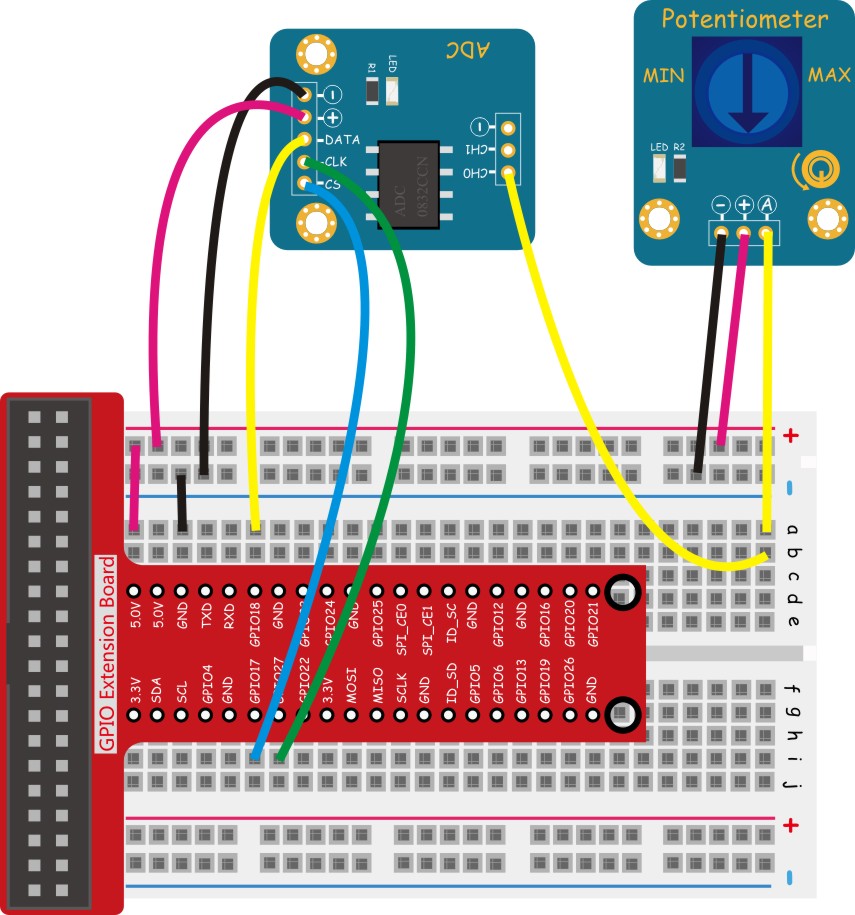 Potentiometer
MIN
MAX
LED
R2
-
+
A
ADC
R1
LED
-
+
DATA
CLK
CS
-
CH1
CH0
ADC
0832CCN
+
-
a
b
c
d
e
GPIO Extension Board
5.0V
5.0V
GND
TXD
RXD
GPIO18
GND
GPIO24
GND
GPIO25
SPI_CE0
SPI_CE1
ID_SC
GND
GPIO12
GND
GPIO16
GPIO20
GPIO21
3.3V
SDA
SCL
GPIO4
GND
GPIO17
GPIO27
GPIO22
3.3V
MOSI
MISO
SCLK
GND
ID_SD
GPIO5
GPIO6
GPIO13
GPIO19
GPIO26
GND
f
g
h
i
j
+
-